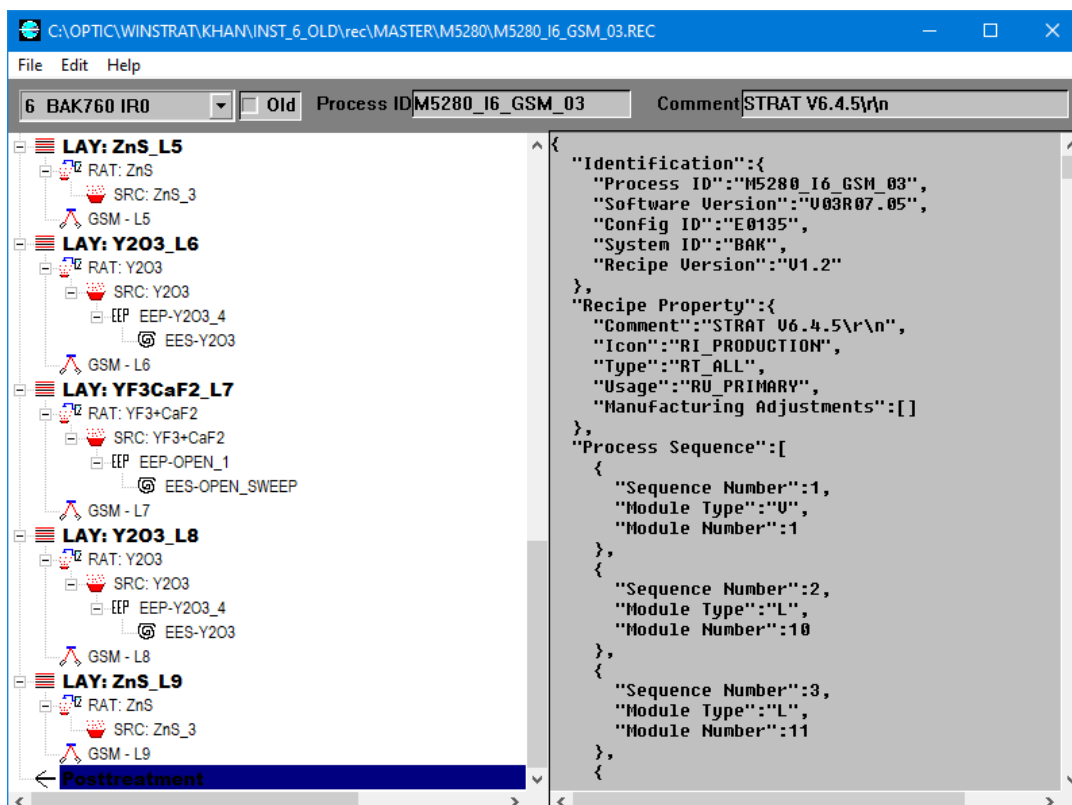 C:\OPTIC\WINSTRAT\KHAN\INST_6_OLD\rec\MASTER\M5280\M5280_I6_GSM_03.REC
File Edit Help
6 BAK760 IR0 Old Process ID M5280_I6_GSM_03 Comment STRAT V6.4.5\r\n
LAY: ZnS_L5
RAT: ZnS
SRC: ZnS_3
GSM - L5
LAY: Y2O3_L6
RAT: Y2O3
SRC: Y2O3
EEP EEP-Y2O3_4
EES-Y2O3
GSM - L6
LAY: YF3CaF2_L7
RAT: YF3+CaF2
SRC: YF3+CaF2
EEP EEP-OPEN_1
EES-OPEN_SWEEP
GSM - L7
LAY: Y2O3_L8
RAT: Y2O3
SRC: Y2O3
EEP EEP-Y2O3_4
EES-Y2O3
GSM - L8
LAY: ZnS_L9
RAT: ZnS
SRC: ZnS_3
GSM - L9
Posttreatment
{
"Identification":{
"Process ID":"M5280_I6_GSM_03",
"Software Version":"V03R07.05",
"Config ID":"E0135",
"System ID":"BAK",
"Recipe Version":"V1.2"
},
"Recipe Property":{
"Comment":"STRAT V6.4.5\r\n",
"Icon":"RI_PRODUCTION",
"Type":"RT_ALL",
"Usage":"RU_PRIMARY",
"Manufacturing Adjustments":[]
},
"Process Sequence":[
{
"Sequence Number":1,
"Module Type":"V",
"Module Number":1
},
{
"Sequence Number":2,
"Module Type":"L",
"Module Number":10
},
{
"Sequence Number":3,
"Module Type":"L",
"Module Number":11
},
{